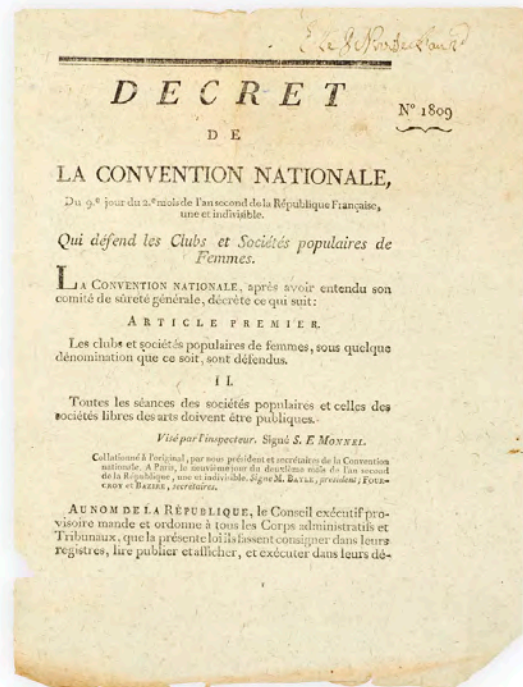 DECRET
N° 1809
DE
LA CONVENTION NATIONALE,
Du 9.e jour du 2.e mois de l'an second de la République Française,
une et indivisible.
Qui défend les Clubs et Sociétés populaires de
Femmes.
LA CONVENTION NATIONALE, après avoir entendu son
comité de sûreté générale, décrète ce qui suit :
ARTICLE PREMIER.
Les clubs et sociétés populaires de femmes, sous quelque
dénomination que ce soit, sont défendus.
II.
Toutes les séances des sociétés populaires et celles des
sociétés libres des arts doivent être publiques.
Visé par l'inspecteur. Signé S. E MONNEL.
Collationné à l'original, par nous président et secrétaires de la Convention
nationale. A Paris, le neuvième jour du deuxième mois de l'an second
de la République, une et indivisible. Signé M. BAYLE, président; FOUR-
CROY et BAZIRE, secrétaires.
AU NOM DE LA RÉPUBLIQUE, le Conseil exécutif pro-
visoire mande et ordonne à tous les Corps administratifs et
Tribunaux, que la présente loi ils fassent consigner dans leurs
registres, lire publier et afficher, et exécuter dans leurs dé-